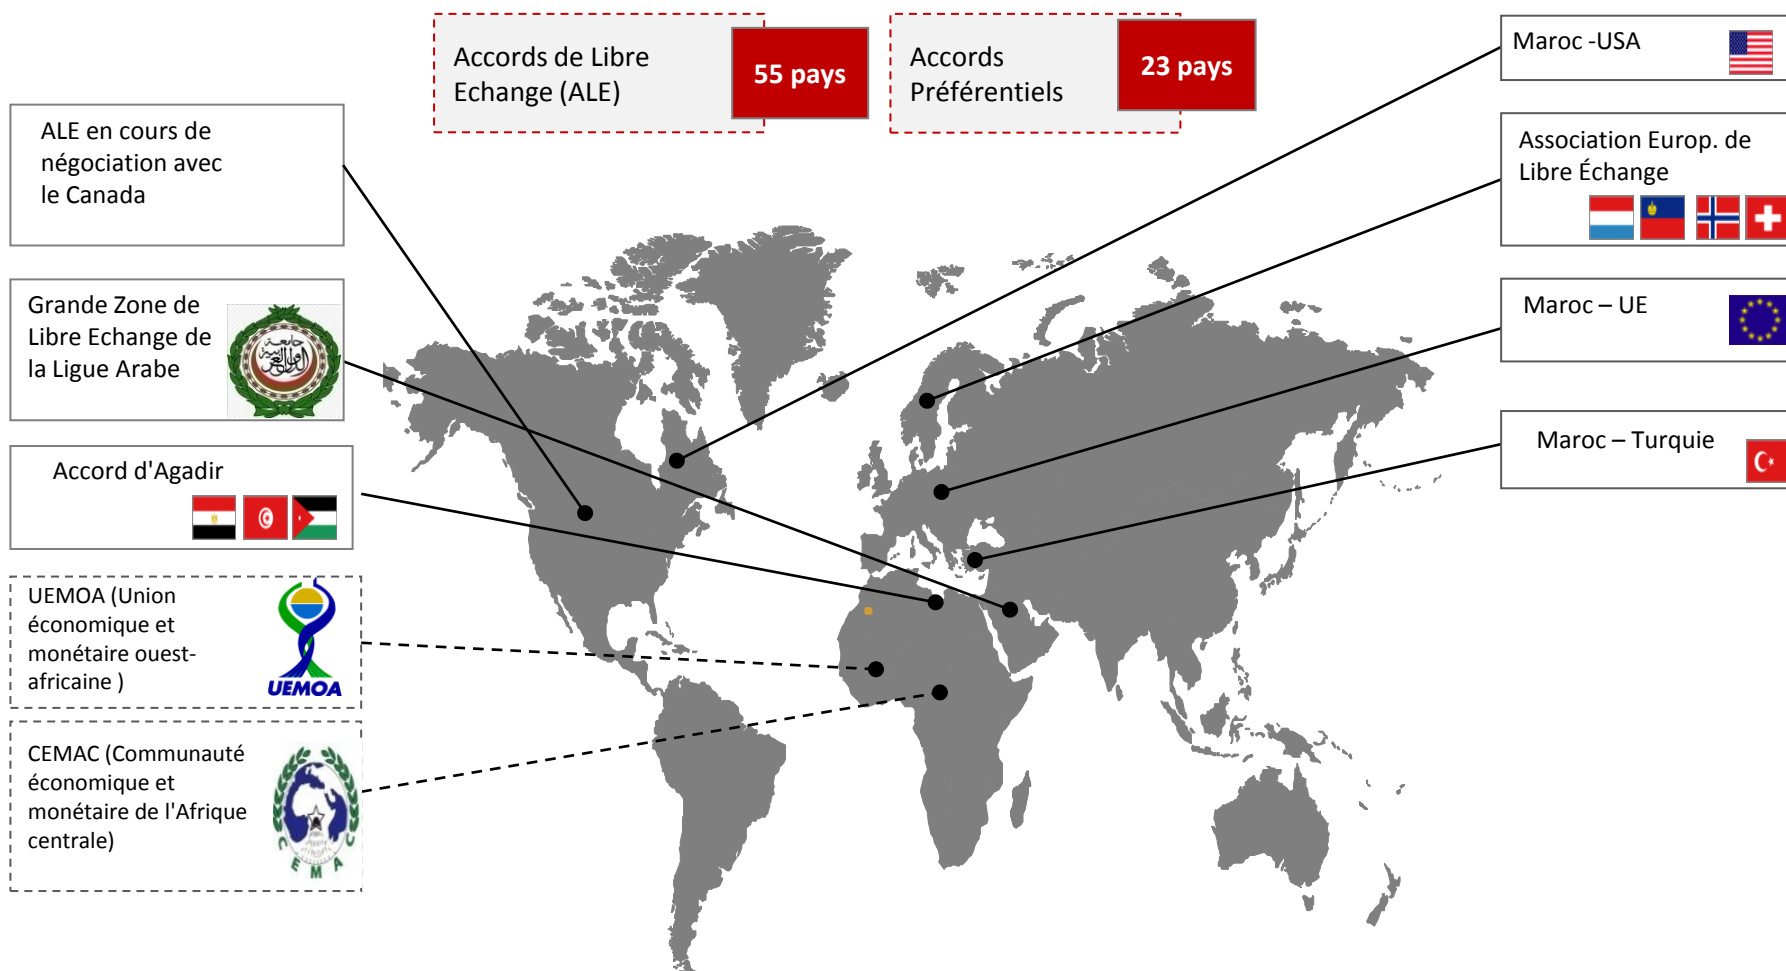 Accords de Libre
Echange (ALE)
55 pays
Accords
Préférentiels
23 pays
ALE en cours de
négociation avec
le Canada
Grande Zone de
Libre Echange de
la Ligue Arabe
Accord d'Agadir
UEMOA (Union
économique et
monétaire ouest-
africaine )
UEMOA
CEMAC (Communauté
économique et
monétaire de l'Afrique
centrale)
CEMAC
Maroc -USA
Association Europ. de
Libre Échange
Maroc – UE
Maroc – Turquie